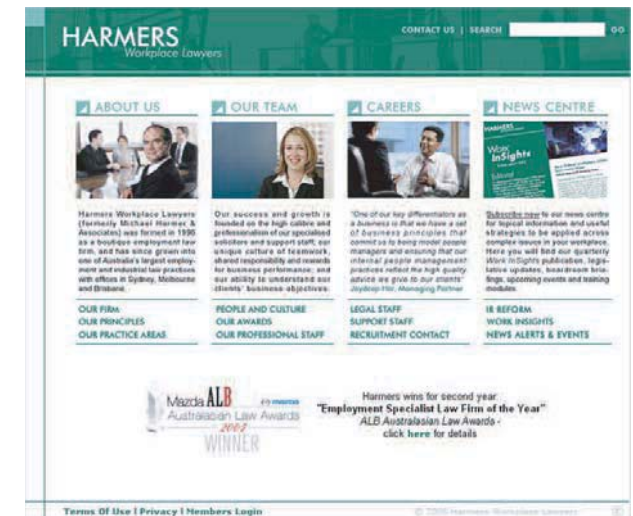 HARMERS
Workplace Lawyers
CONTACT US | SEARCH
GO
ABOUT US
Harmers Workplace Lawyers
(formerly Michael Harmer &
Associates) was formed in 1996
as a boutique employment law
firm, and has since grown into
one of Australia's largest employ-
ment and industrial law practices
with offices in Sydney, Melbourne
and Brisbane.
OUR FIRM
OUR PRINCIPLES
OUR PRACTICE AREAS
OUR TEAM
Our success and growth is
founded on the high calibre and
professionalism of our specialised
solicitors and support staff, our
unique culture of teamwork,
shared responsibility and rewards
for business performance; and
our ability to understand our
clients' business objectives.
PEOPLE AND CULTURE
OUR AWARDS
OUR PROFESSIONAL STAFF
CAREERS
"One of our key differentiators as
a business is that we have a set
of business principles that
commit us to being model people
managers and ensuring that our
internal people management
practices reflect the high quality
advice we give to our clients"
Managing Partner
LEGAL STAFF
SUPPORT STAFF
RECRUITMENT CONTACT
NEWS CENTRE
HARMERS
Work
InSights
Editorial
Subscribe now to our news centre
for topical information and useful
strategies to be applied across
complex issues in your workplace.
Here you will find our quarterly
Work InSights publication, legis-
lative updates, boardroom brie-
fings, upcoming events and training
modules.
IR REFORM
WORK INSIGHTS
NEWS ALERTS & EVENTS
Mazda ALB
mazda
Australasian Law Awards
WINNER
Harmers wins for second year
"Employment Specialist Law Firm of the Year"
ALB Australasian Law Awards -
click here for details
Terms Of Use | Privacy | Members Login
© 2006 Harmers Workplace Lawyers